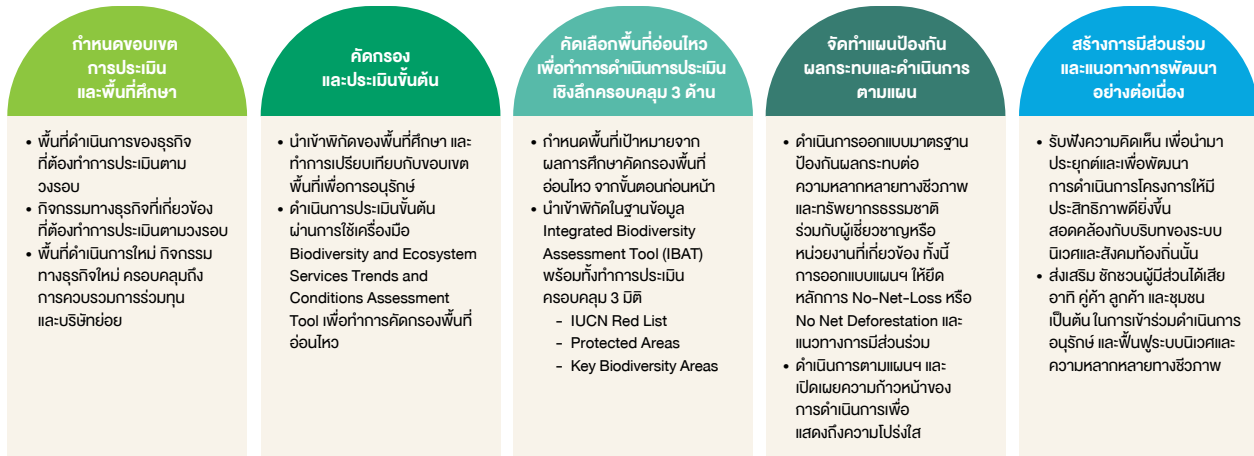 กำหนดขอบเขต
การประเมิน
และพื้นที่ศึกษา
• พื้นที่ดำเนินการของธุรกิจ
ที่ต้องทำการประเมินตาม
วงรอบ
• กิจกรรมทางธุรกิจที่เกี่ยวข้อง
ที่ต้องทำการประเมินตามวงรอบ
• พื้นที่ดำเนินการใหม่ กิจกรรม
ทางธุรกิจใหม่ ครอบคลุมถึง
การควบรวมการร่วมทุน
และบริษัทย่อย
คัดกรอง
และประเมินขั้นต้น
• นำเข้าพิกัดของพื้นที่ศึกษา และ
ทำการเปรียบเทียบกับขอบเขต
พื้นที่เพื่อการอนุรักษ์
• ดำเนินการประเมินขั้นต้น
ผ่านการใช้เครื่องมือ
Biodiversity and Ecosystem
Services Trends and
Conditions Assessment
Tool เพื่อทำการคัดกรองพื้นที่
อ่อนไหว
คัดเลือกพื้นที่อ่อนไหว
เพื่อทำการดำเนินการประเมิน
เชิงลึกครอบคลุม 3 ด้าน
• กำหนดพื้นที่เป้าหมายจาก
ผลการศึกษาคัดกรองพื้นที่
อ่อนไหว จากขั้นตอนก่อนหน้า
• นำเข้าพิกัดในฐานข้อมูล
Integrated Biodiversity
Assessment Tool (IBAT)
พร้อมทั้งทำการประเมิน
ครอบคลุม 3 มิติ
- IUCN Red List
- Protected Areas
- Key Biodiversity Areas
จัดทำแผนป้องกัน
ผลกระทบและดำเนินการ
ตามแผน
• ดำเนินการออกแบบมาตรฐาน
ป้องกันผลกระทบต่อ
ความหลากหลายทางชีวภาพ
และทรัพยากรธรรมชาติ
ร่วมกับผู้เชี่ยวชาญหรือ
หน่วยงานที่เกี่ยวข้อง ทั้งนี้
การออกแบบแผนฯ ให้ยึด
หลักการ No-Net-Loss หรือ
No Net Deforestation และ
แนวทางการมีส่วนร่วม
• ดำเนินการตามแผนฯ และ
เปิดเผยความก้าวหน้าของ
การดำเนินการเพื่อ
แสดงถึงความโปร่งใส
สร้างการมีส่วนร่วม
และแนวทางการพัฒนา
อย่างต่อเนื่อง
• รับฟังความคิดเห็น เพื่อนำมา
ประยุกต์และเพื่อพัฒนา
การดำเนินการโครงการให้มี
ประสิทธิภาพดียิ่งขึ้น
สอดคล้องกับบริบทของระบบ
นิเวศและสังคมท้องถิ่นนั้น
• ส่งเสริม ชักชวนผู้มีส่วนได้เสีย
อาทิ คู่ค้า ลูกค้า และชุมชน
เป็นต้น ในการเข้าร่วมดำเนินการ
อนุรักษ์ และฟื้นฟูระบบนิเวศและ
ความหลากหลายทางชีวภาพ